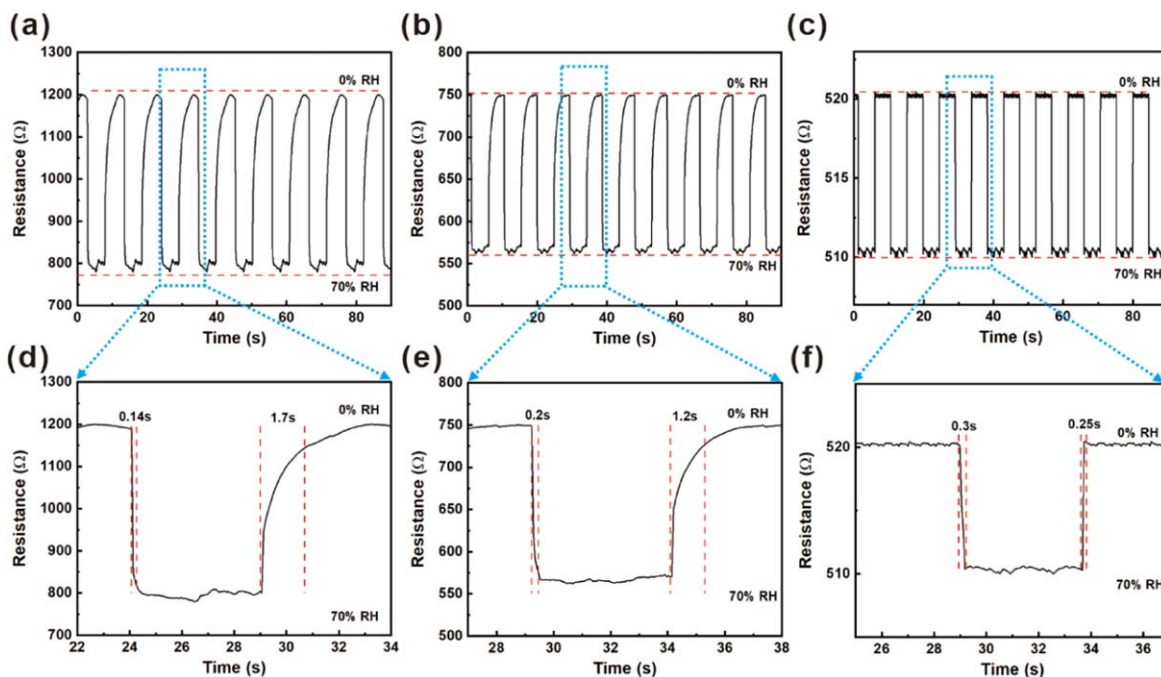 (a)
1300
1200
1100
1000
900
800
700
0% RH
70% RH
Resistance (Ω)
0 20 40 60 80
Time (s)
(b)
800
750
700
650
600
550
500
0% RH
70% RH
Resistance (Ω)
0 20 40 60 80
Time (s)
(c)
520
515
510
0% RH
70% RH
Resistance (Ω)
0 20 40 60 80
Time (s)
(d)
1300
1200
1100
1000
900
800
700
0.14s 1.7s
0% RH
70% RH
Resistance (Ω)
22 24 26 28 30 32 34
Time (s)
(e)
800
750
700
650
600
550
500
0.2s 1.2s
0% RH
70% RH
Resistance (Ω)
28 30 32 34 36 38
Time (s)
(f)
520
510
0.3s 0.25s
0% RH
70% RH
Resistance (Ω)
26 28 30 32 34 36
Time (s)